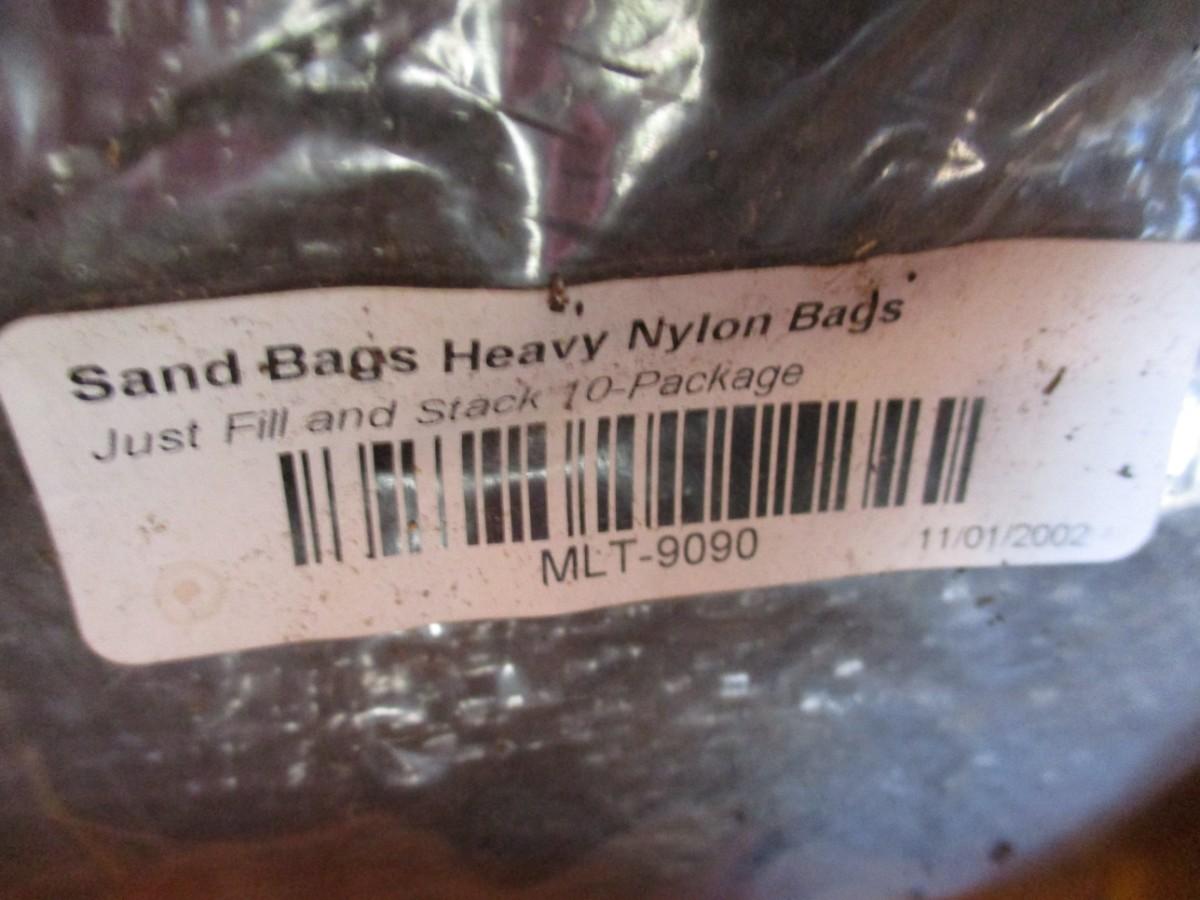 Sand Bags Heavy Nylon Bags
Just Fill and Stack 10-Package
MLT-9090
11/01/2002